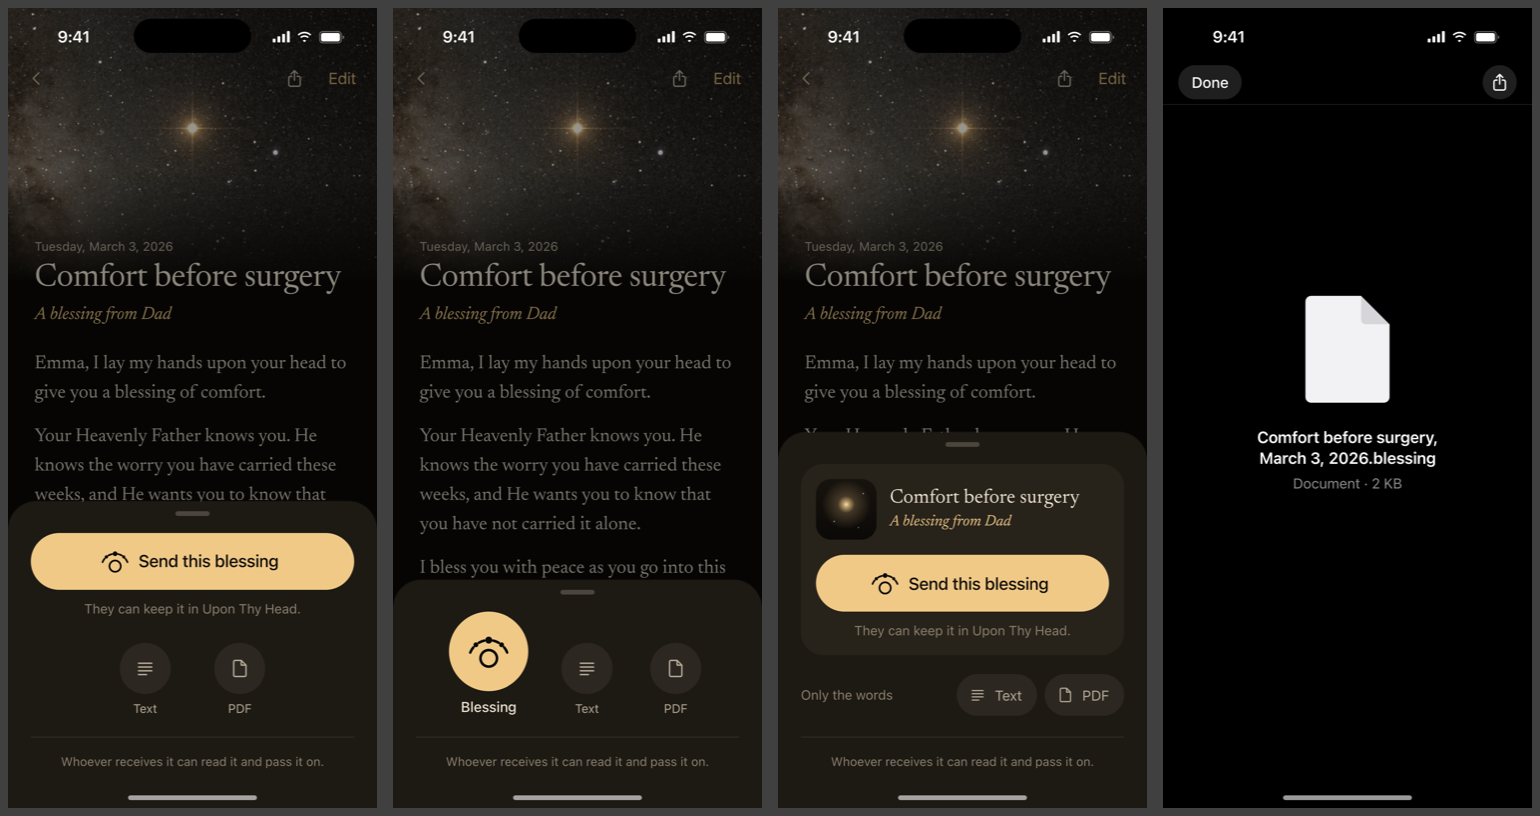 9:41
Edit
Tuesday, March 3, 2026
Comfort before surgery
A blessing from Dad
Emma, I lay my hands upon your head to
give you a blessing of comfort.
Your Heavenly Father knows you. He
knows the worry you have carried these
weeks, and He wants you to know that
Send this blessing
They can keep it in Upon Thy Head.
Text
PDF
Whoever receives it can read it and pass it on.
9:41
Edit
Tuesday, March 3, 2026
Comfort before surgery
A blessing from Dad
Emma, I lay my hands upon your head to
give you a blessing of comfort.
Your Heavenly Father knows you. He
knows the worry you have carried these
weeks, and He wants you to know that
you have not carried it alone.
I bless you with peace as you go into this
Blessing
Text
PDF
Whoever receives it can read it and pass it on.
9:41
Edit
Tuesday, March 3, 2026
Comfort before surgery
A blessing from Dad
Emma, I lay my hands upon your head to
give you a blessing of comfort.
Comfort before surgery
A blessing from Dad
Send this blessing
They can keep it in Upon Thy Head.
Only the words
Text
PDF
Whoever receives it can read it and pass it on.
9:41
Done
Comfort before surgery,
March 3, 2026.blessing
Document · 2 KB